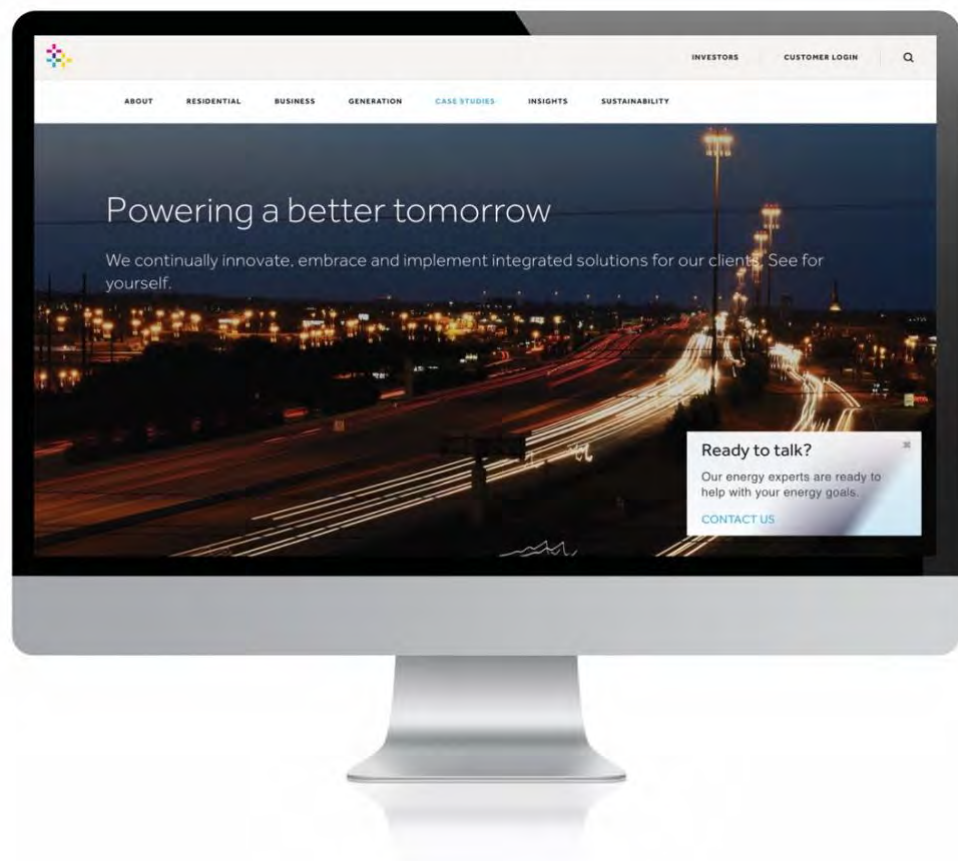 INVESTORS CUSTOMER LOGIN
ABOUT RESIDENTIAL BUSINESS GENERATION CASE STUDIES INSIGHTS SUSTAINABILITY
Powering a better tomorrow
We continually innovate, embrace and implement integrated solutions for our clients. See for
yourself.
Ready to talk?
Our energy experts are ready to
help with your energy goals.
CONTACT US